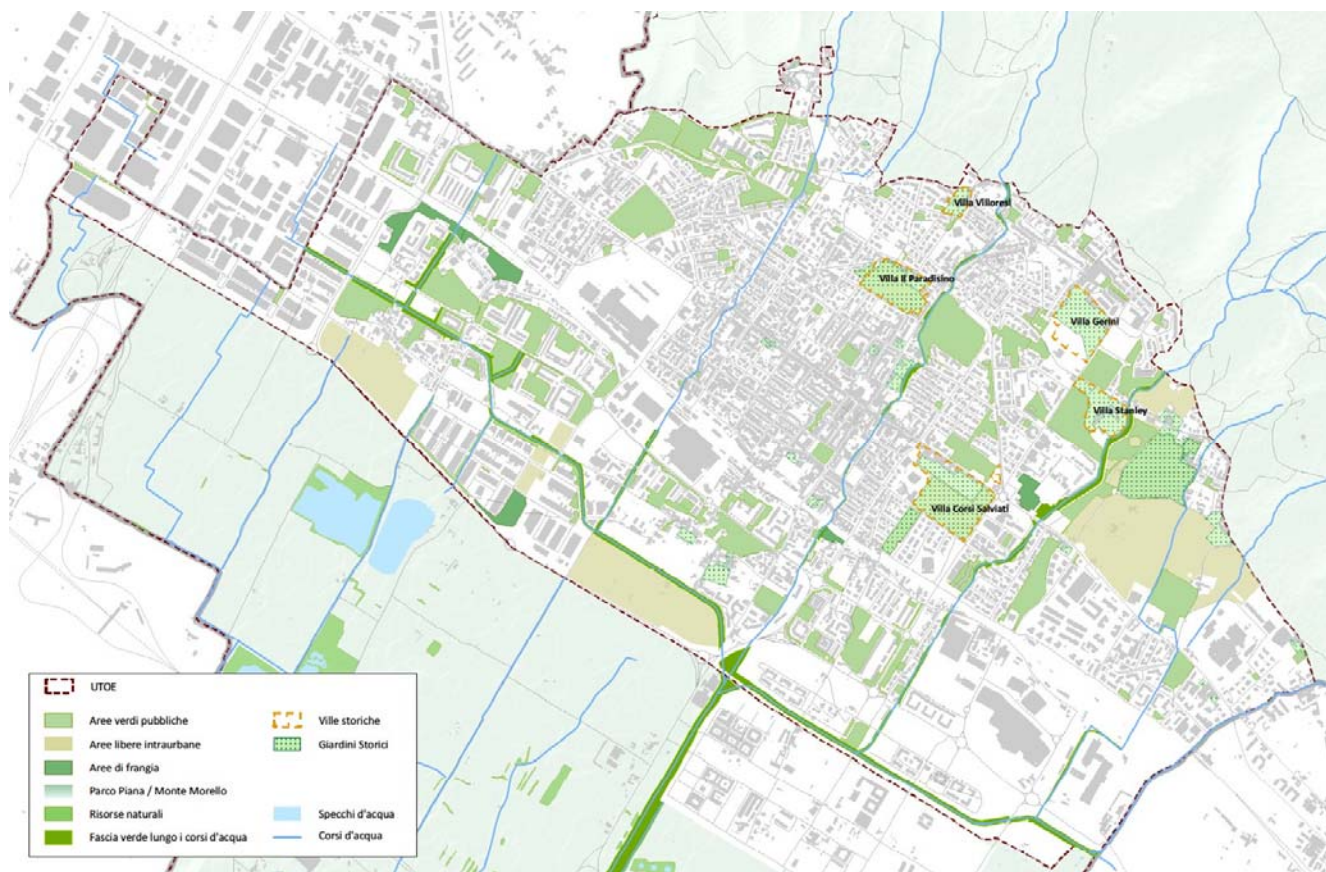 Villa Villoresi
Villa Il Paradisino
Villa Gerini
Villa Stanley
Villa Corsi Salviati
UTOE
Aree verdi pubbliche
Aree libere intraurbane
Aree di frangia
Parco Piana / Monte Morello
Risorse naturali
Fascia verde lungo i corsi d'acqua
Ville storiche
Giardini Storici
Specchi d'acqua
Corsi d'acqua